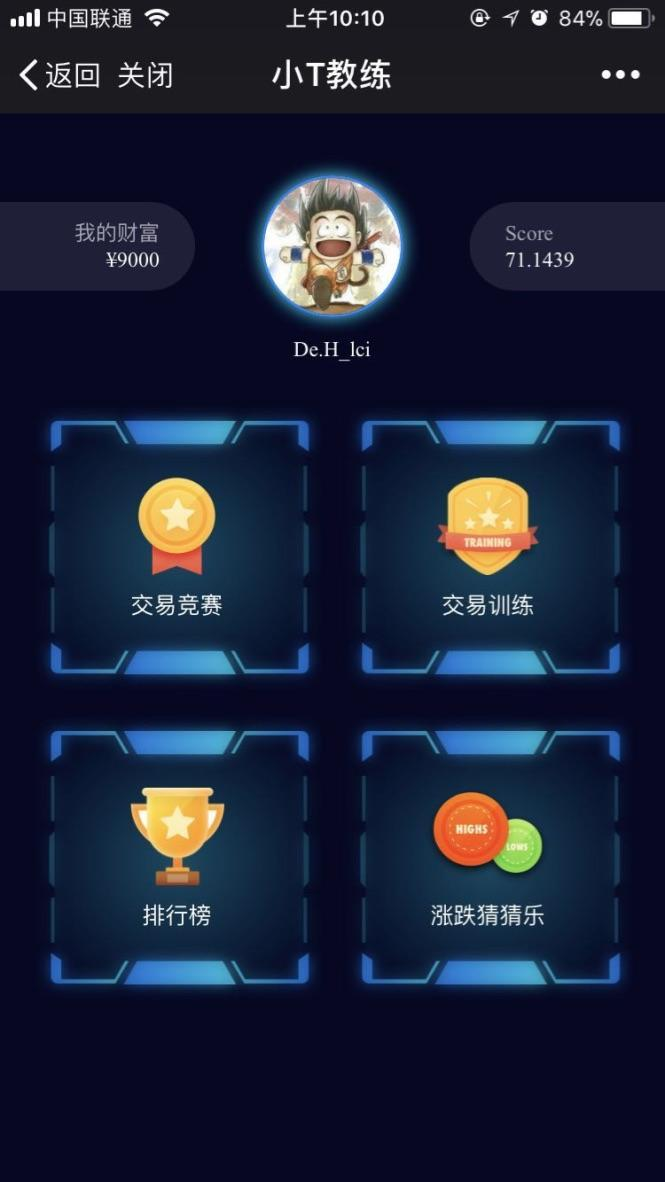 中国联通
上午10:10
84%
返回 关闭
小T教练
我的财富
¥9000
Score
71.1439
De.H_lci
TRAINING
交易竞赛
交易训练
HIGHS
LOWS
排行榜
涨跌猜猜乐